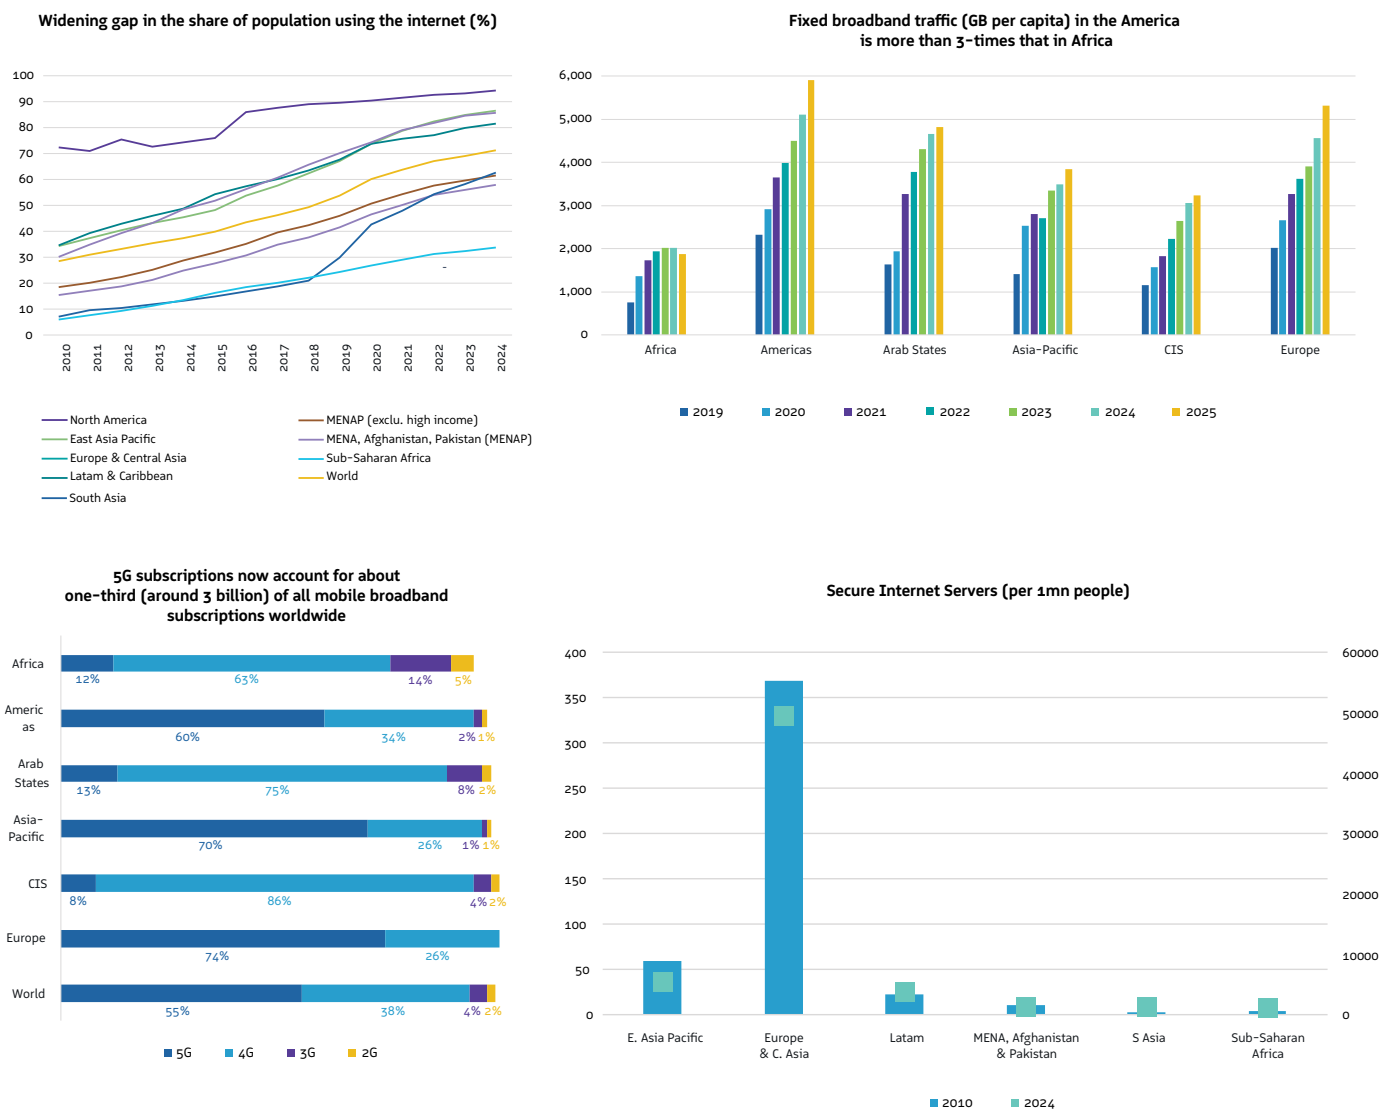 Widening gap in the share of population using the internet (%)
100
90
80
70
60
50
40
30
20
10
0
2010
2011
2012
2013
2014
2015
2016
2017
2018
2019
2020
2021
2022
2023
2024
North America
East Asia Pacific
Europe & Central Asia
Latam & Caribbean
South Asia
MENAP (exclu. high income)
MENA, Afghanistan, Pakistan (MENAP)
Sub-Saharan Africa
World
Fixed broadband traffic (GB per capita) in the America
is more than 3-times that in Africa
6,000
5,000
4,000
3,000
2,000
1,000
0
Africa
Americas
Arab States
Asia-Pacific
CIS
Europe
2019
2020
2021
2022
2023
2024
2025
5G subscriptions now account for about
one-third (around 3 billion) of all mobile broadband
subscriptions worldwide
Africa
12% 63% 14% 5%
Americ
as
60% 34% 2% 1%
Arab
States
13% 75% 8% 2%
Asia-
Pacific
70% 26% 1% 1%
CIS
8% 86% 4% 2%
Europe
74% 26%
World
55% 38% 4% 2%
5G
4G
3G
2G
Secure Internet Servers (per 1mn people)
400
350
300
250
200
150
100
50
0
60000
50000
40000
30000
20000
10000
0
E. Asia Pacific
Europe
& C. Asia
Latam
MENA, Afghanistan
& Pakistan
S Asia
Sub-Saharan
Africa
2010
2024